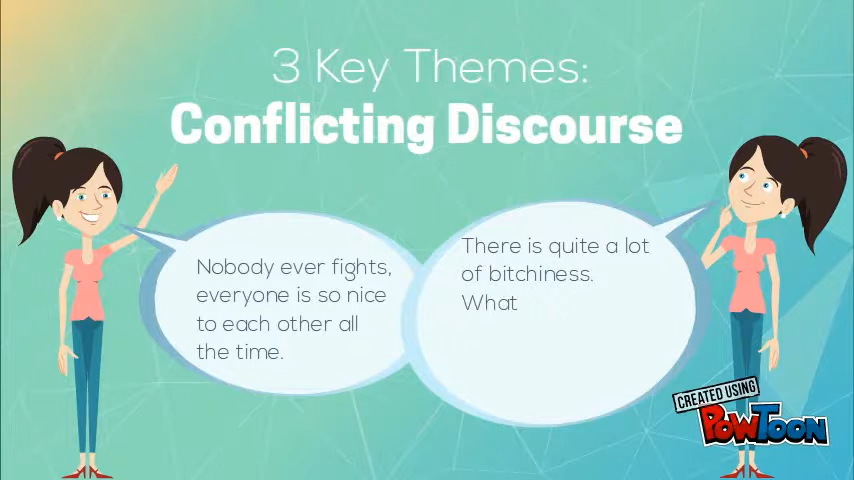 3 Key Themes:
Conflicting Discourse
Nobody ever fights,
everyone is so nice
to each other all
the time.
There is quite a lot
of bitchiness.
What
CREATED USING
POWTOON